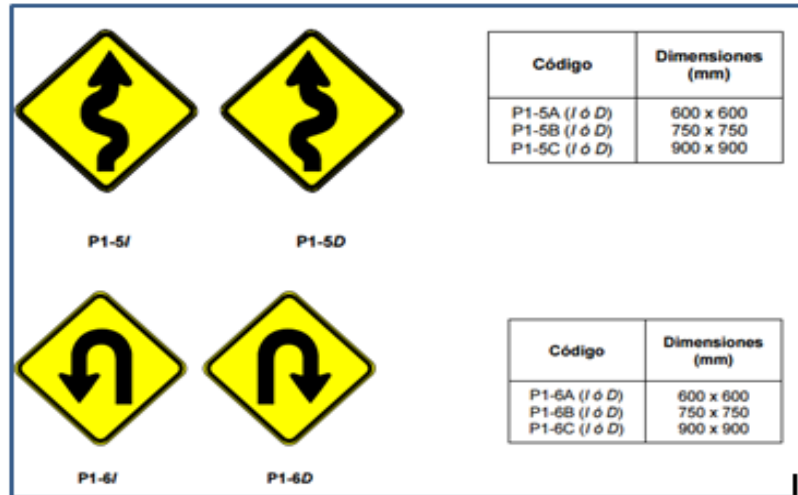 Código Dimensiones
(mm)
P1-5A (I ó D) 600 x 600
P1-5B (I ó D) 750 x 750
P1-5C (I ó D) 900 x 900
P1-5I P1-5D
Código Dimensiones
(mm)
P1-6A (I ó D) 600 x 600
P1-6B (I ó D) 750 x 750
P1-6C (I ó D) 900 x 900
P1-6I P1-6D